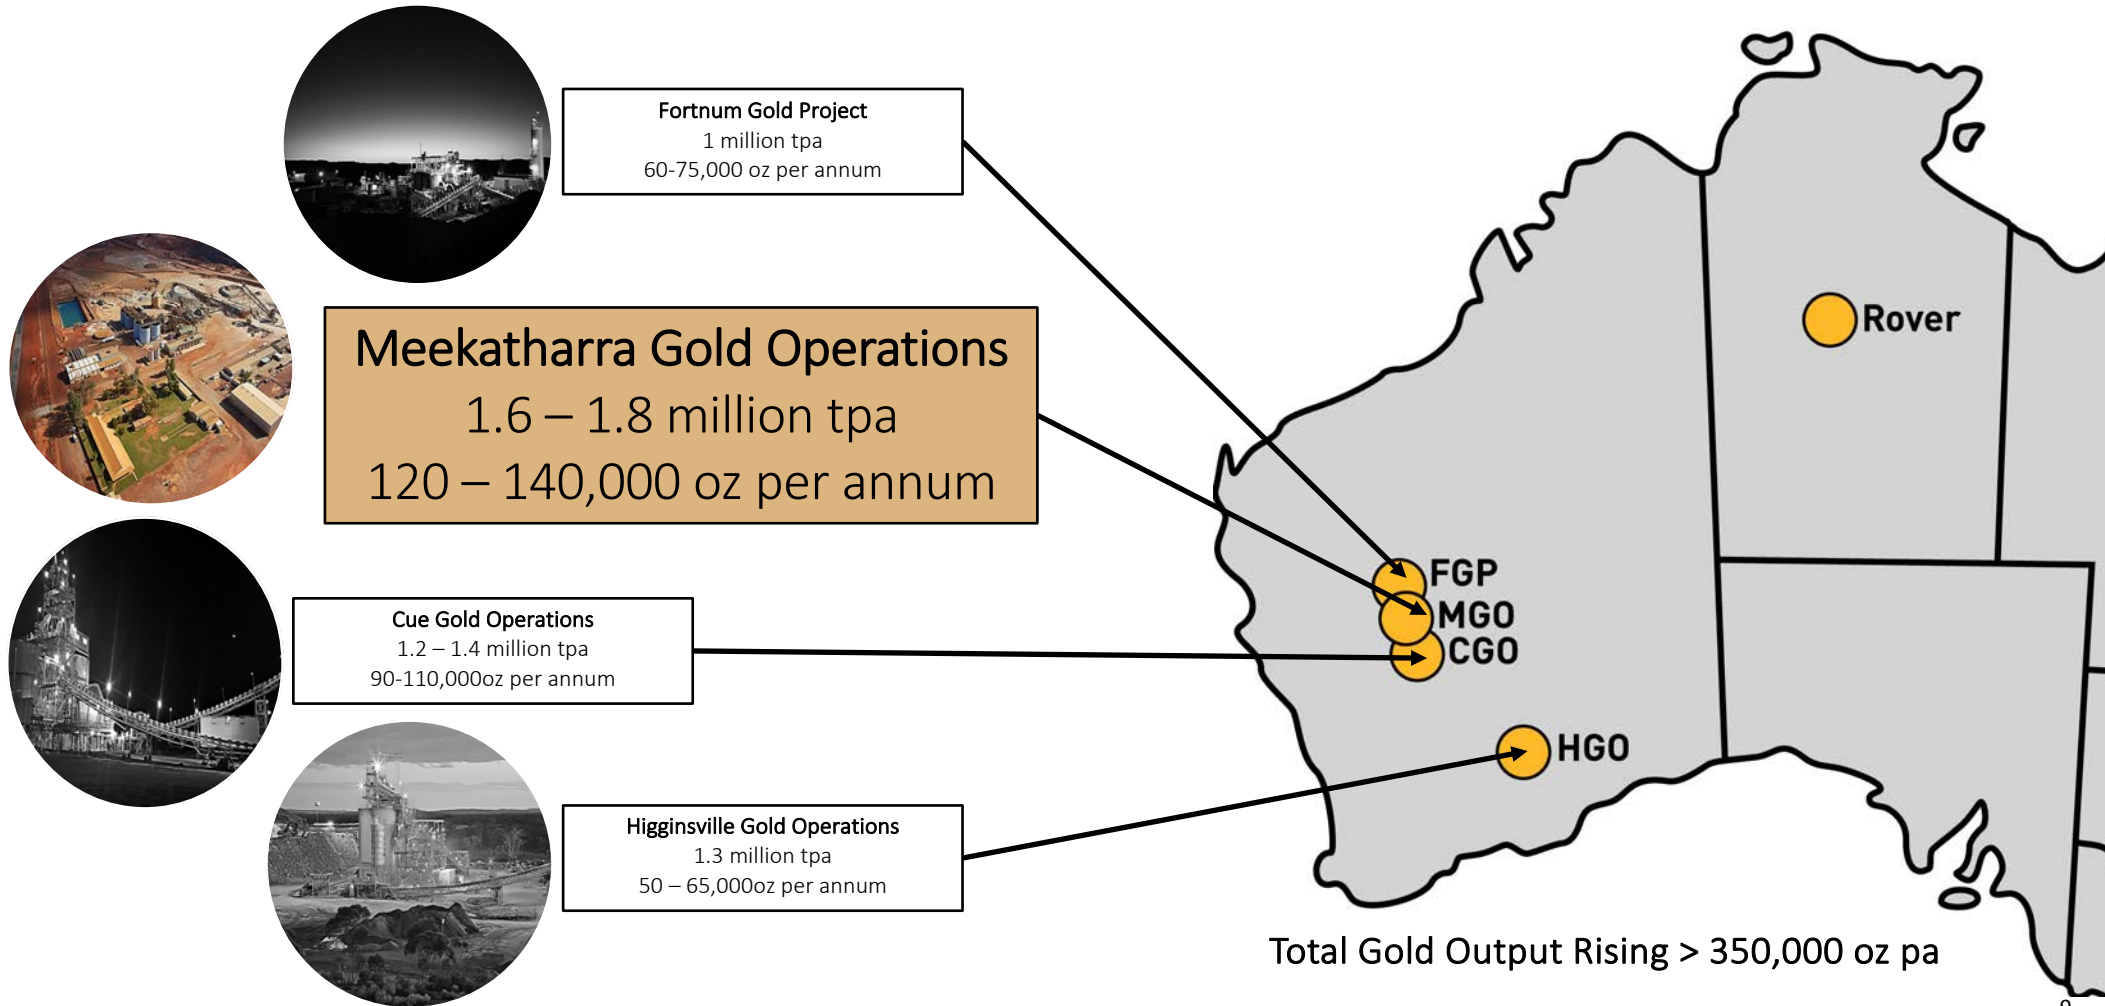 Fortnum Gold Project
1 million tpa
60-75,000 oz per annum
Meekatharra Gold Operations
1.6 – 1.8 million tpa
120 – 140,000 oz per annum
Cue Gold Operations
1.2 – 1.4 million tpa
90-110,000oz per annum
Higginsville Gold Operations
1.3 million tpa
50 – 65,000oz per annum
Rover
FGP
MGO
CGO
HGO
Total Gold Output Rising > 350,000 oz pa